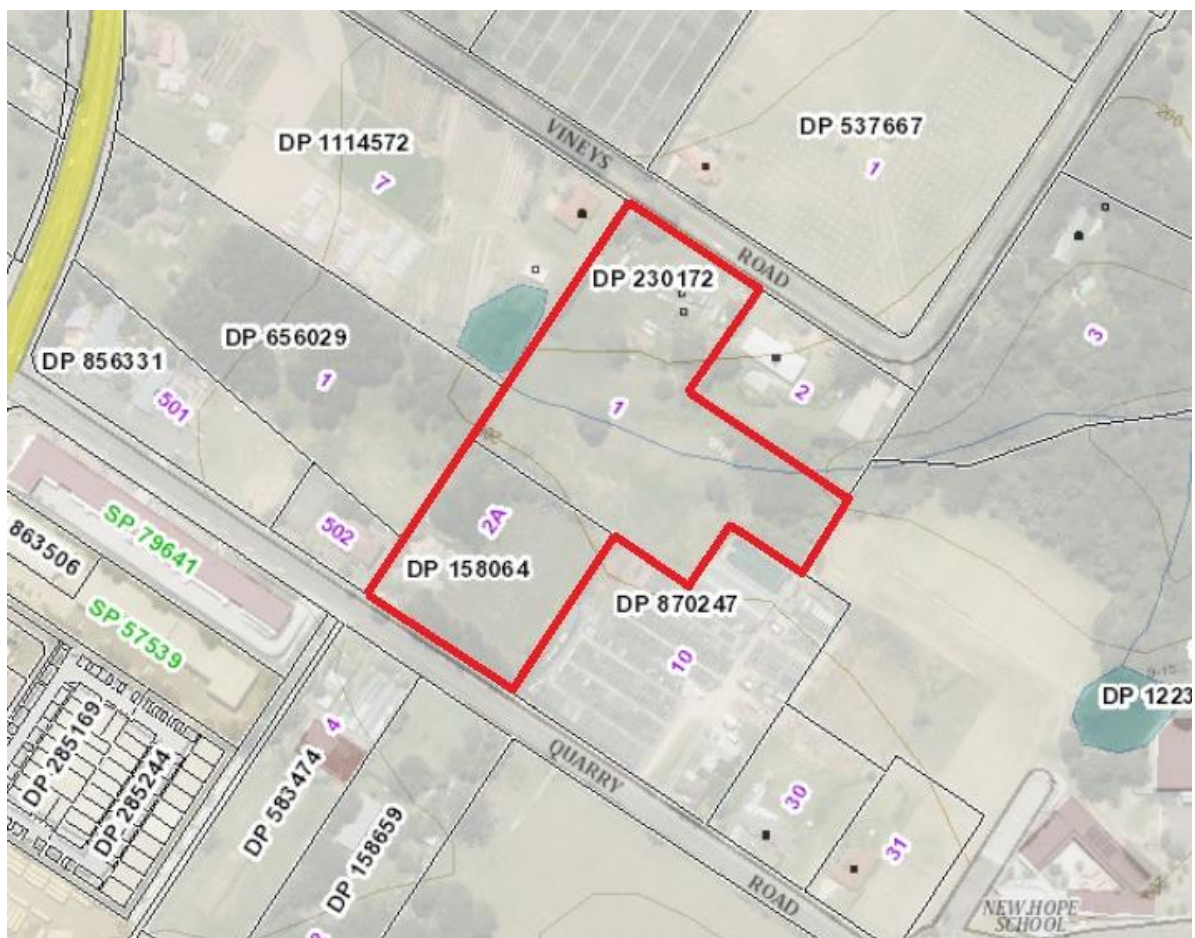 DP 537667
VINEYS
DP 1114572
1
7
ROAD
DP 230172
DP 656029
3
DP 856331
1
2
501
1
2A
SP 79641
502
863506
DP 158064
DP 870247
SP 57539
10
DP 1223
DP 285169
4
QUARRY
DP 285244
DP 583474
30
DP 158659
31
ROAD
NEW HOPE
SCHOOL